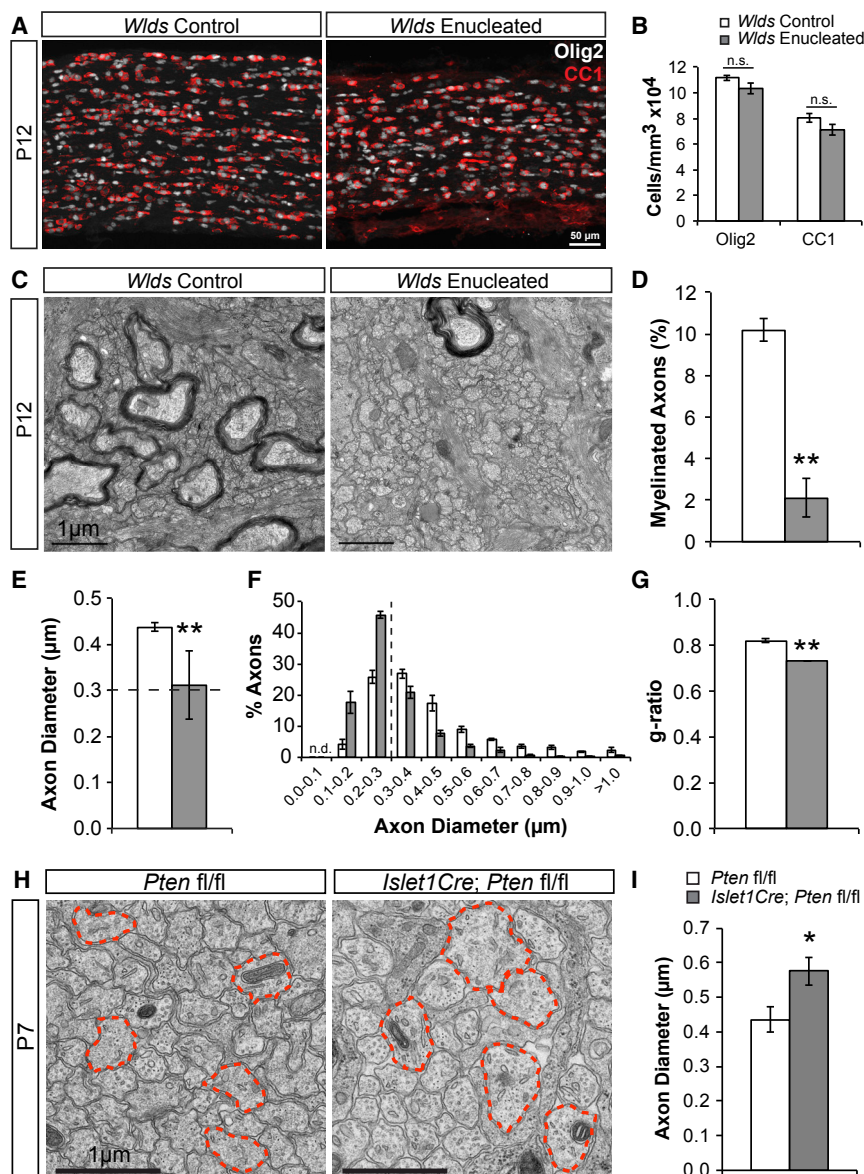 A
Wlds Control
Wlds Enucleated
Olig2
CC1
P12
50 µm
B
Wlds Control
Wlds Enucleated
Cells/mm³ x10⁴
12
10
8
6
4
2
0
n.s.
n.s.
Olig2
CC1
C
Wlds Control
Wlds Enucleated
P12
1µm
D
Myelinated Axons (%)
12
10
8
6
4
2
0
**
E
Axon Diameter (µm)
0.5
0.4
0.3
0.2
0.1
0.0
**
F
% Axons
50
40
30
20
10
0
n.d.
0.0-0.1
0.1-0.2
0.2-0.3
0.3-0.4
0.4-0.5
0.5-0.6
0.6-0.7
0.7-0.8
0.8-0.9
0.9-1.0
>1.0
Axon Diameter (µm)
G
g-ratio
1.0
0.8
0.6
0.4
0.2
0.0
**
H
Pten fl/fl
Islet1Cre; Pten fl/fl
P7
1µm
I
Pten fl/fl
Islet1Cre; Pten fl/fl
Axon Diameter (µm)
0.7
0.6
0.5
0.4
0.3
0.2
0.1
0.0
*